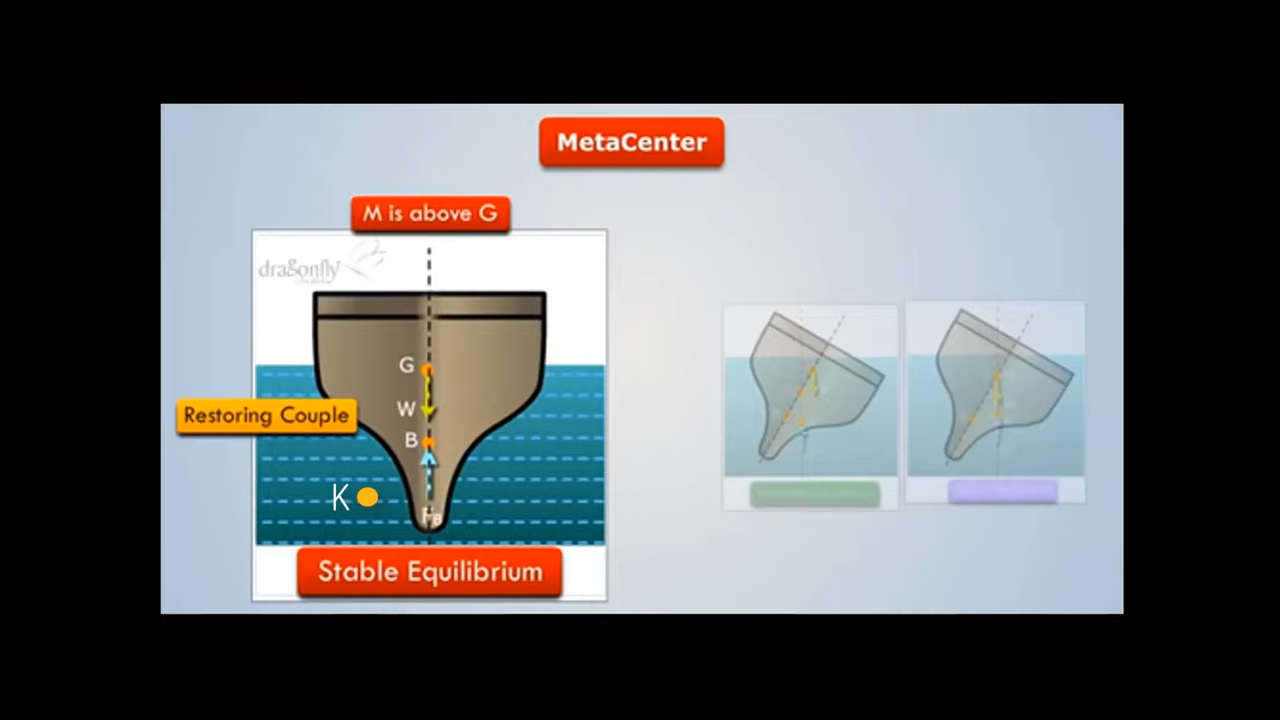 MetaCenter
M is above G
dragonfly
G
W
B
Restoring Couple
K
Stable Equilibrium